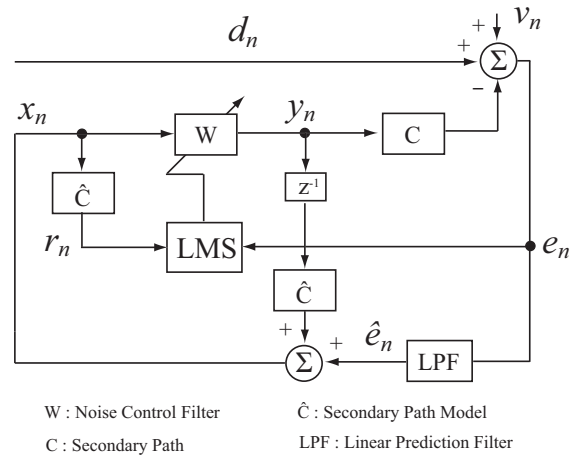 v_n
d_n
+
+
Σ
−
x_n
y_n
W
C
Ĉ
Z⁻¹
r_n
LMS
e_n
Ĉ
+
+
ê_n
Σ
LPF
W : Noise Control Filter
Ĉ : Secondary Path Model
C : Secondary Path
LPF: Linear Prediction Filter